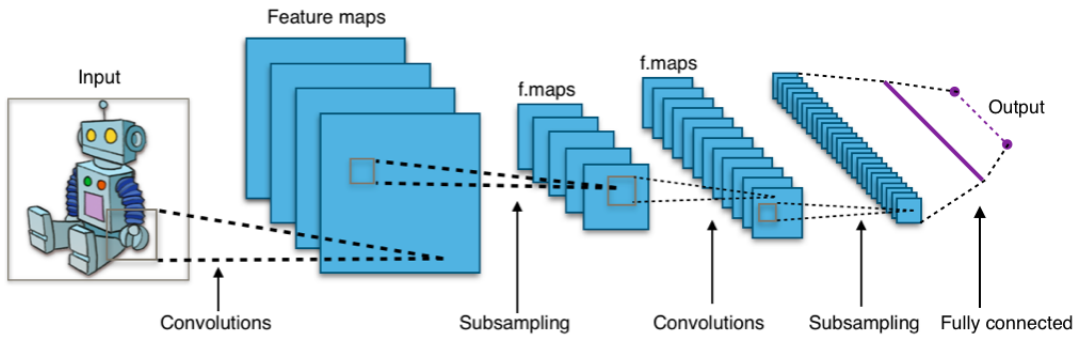 Feature maps
Input
f.maps
f.maps
Output
Convolutions
Subsampling
Convolutions
Subsampling
Fully connected